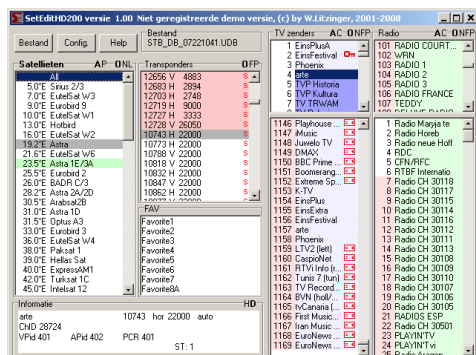 SetEditHD200 versie 1.00 Niet geregistreerde demo versie, (c) by W.Litzinger, 2001-2008
Bestand
Config.
Help
Bestand
STB_DB_07221041.UDB
Satellieten AP ONL
All
5.0°E Sirius 2/3
7.0°E EutelSat W3
9.0°E Eurobird 9
10.0°E EutelSat W1
13.0°E Hotbird
16.0°E EutelSat W2
19.2°E Astra
21.6°E EutelSat W6
23.5°E Astra 1E/3A
25.5°E Eurobird 2
26.0°E BADR C/3
28.2°E Astra 2A/2D
30.5°E Arabsat2B
31.0°E Astra 1D
31.5°E Optus A3
33.0°E Eurobird 3
36.0°E EutelSat W4
38.0°E Paksat 1
39.0°E Hellas Sat
40.0°E ExpressAM1
42.0°E Turksat 1C
45.0°E Intelsat 12
Transponders OFP
12656 V 4883 S
12683 H 2894 S
12703 H 2748 S
12719 H 9000 S
12727 H 3333 S
12728 V 26050 S
10743 H 22000 S
10773 H 22000 S
10788 V 22000 S
10832 H 22000 S
10847 V 22000 S
10862 H 22000 S
FAV
Favorite1
Favorite2
Favorite3
Favorite4
Favorite5
Favorite6
Favorite7
Favorite8A
TV zenders AC ONFP
1 EinsPlusA
2 EinsFestival
3 Phoenix
4 arte
5 TVP Historia
6 TVP Kultura
7 TV TRWAM
Radio AC ONFP
101 RADIO COURT...
102 WRN
103 RADIO 1
104 RADIO 2
105 RADIO 3
106 RADIO FRANCE
107 TEDDY
1146 Playhouse ...
1147 iMusic
1148 Juwelo TV
1149 DMAX
1150 BBC Prime ...
1151 Boomerang...
1152 Extreme Sp...
1153 K-TV
1154 EinsPlus
1155 EinsExtra
1156 EinsFestival
1157 arte
1158 Phoenix
1159 LTV2 (lett)
1160 CaspioNet
1161 RTVi Info (r...
1162 Tunis 7 (tun)
1163 TV Record...
1164 BVN (holl/...
1165 tvCanaria (...
1166 First Music...
1167 Iran Music ...
1168 EuroNews ...
1169 EuroNews ...
1 Radio Maryja te
2 Radio Horeb
3 Radio neue Hoff
4 RDC
5 CFN/RFC
6 RTBF Internatio
7 Radio CH 30118
8 Radio CH 30117
9 Radio CH 30115
10 Radio CH 30114
11 Radio CH 30113
12 Radio CH 30108
13 Radio CH 30111
14 Radio CH 30110
15 Radio CH 30109
16 Radio CH 30107
17 Radio CH 30112
18 Radio CH 30103
19 Radio CH 30106
20 Radio CH 30105
21 RADIOS ESP
22 Radio CH 30501
23 PLAYIN'TV
24 PLAYIN'Tvi
Informatie HD
arte 10743 hor 22000 auto
ChID 28724
VPid 401 APid 402 PCR 401
ST: 1